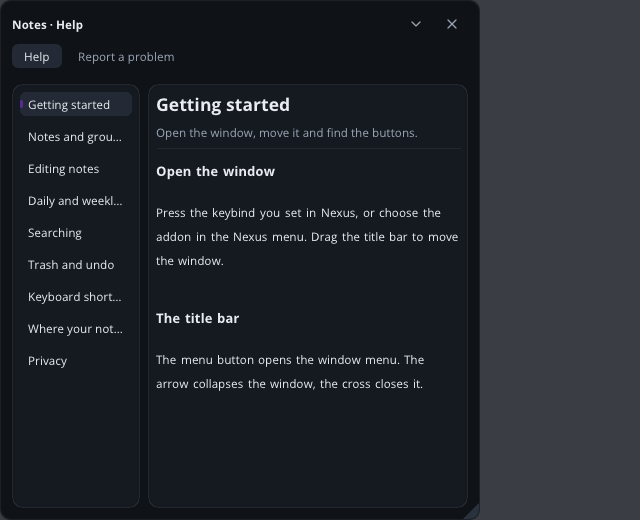 Notes · Help
Help
Report a problem
Getting started
Notes and grou...
Editing notes
Daily and weekl...
Searching
Trash and undo
Keyboard short...
Where your not...
Privacy
Getting started
Open the window, move it and find the buttons.
Open the window
Press the keybind you set in Nexus, or choose the
addon in the Nexus menu. Drag the title bar to move
the window.
The title bar
The menu button opens the window menu. The
arrow collapses the window, the cross closes it.